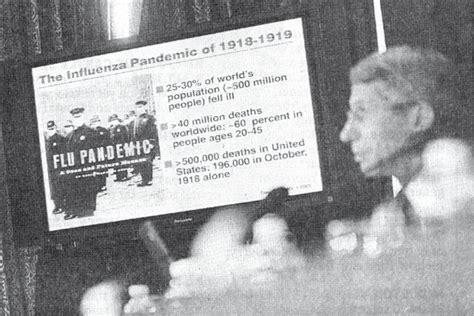 The Influenza Pandemic of 1918-1919
25-30% of world's
population (~500 million
people) fell ill
>40 million deaths
worldwide: ~60 percent in
people ages 20-45
>500,000 deaths in United
States; 196,000 in October,
1918 alone
FLU PANDEMIC